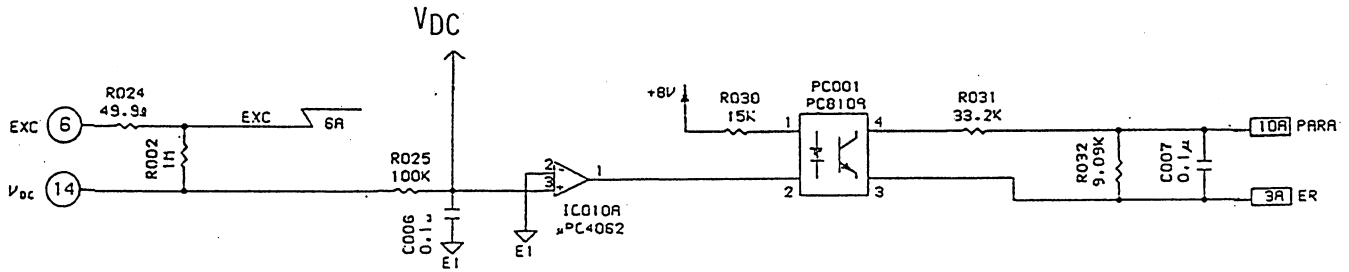 VDC
R024
49.9Ω
EXC 6
EXC
6A
R002
1M
VDC 14
R025
100K
C006
E1
2
3
1
IC010A
μPC4062
E1
+8V
R030
15K
PC001
PC8109
1
4
2
3
R031
33.2K
R032
9.09K
C007
0.1μ
10A PARA
3A ER